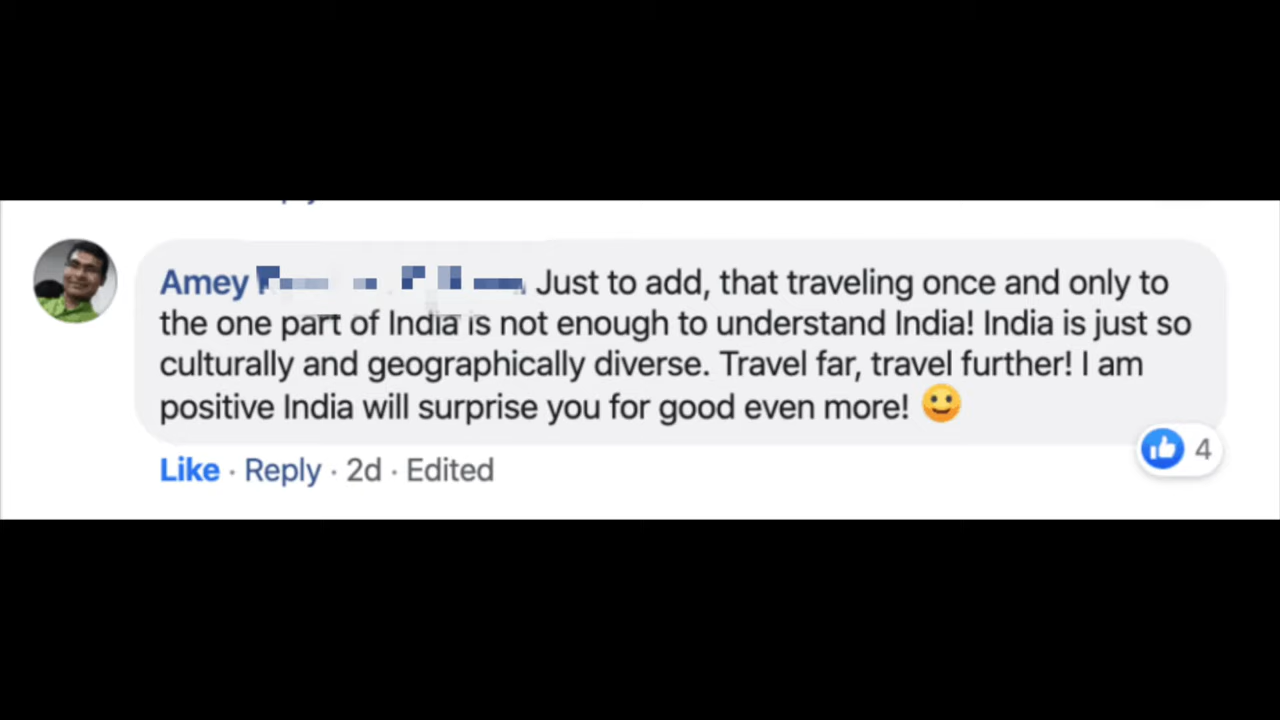 Amey Just to add, that traveling once and only to
the one part of India is not enough to understand India! India is just so
culturally and geographically diverse. Travel far, travel further! I am
positive India will surprise you for good even more! 🙂
4
Like · Reply · 2d · Edited